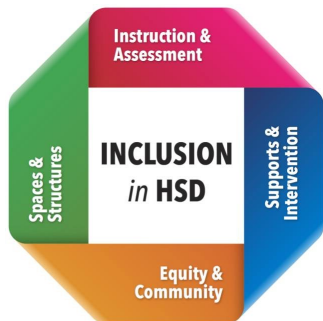 Instruction &
Assessment
Spaces &
Structures
INCLUSION
in HSD
Supports &
Intervention
Equity &
Community